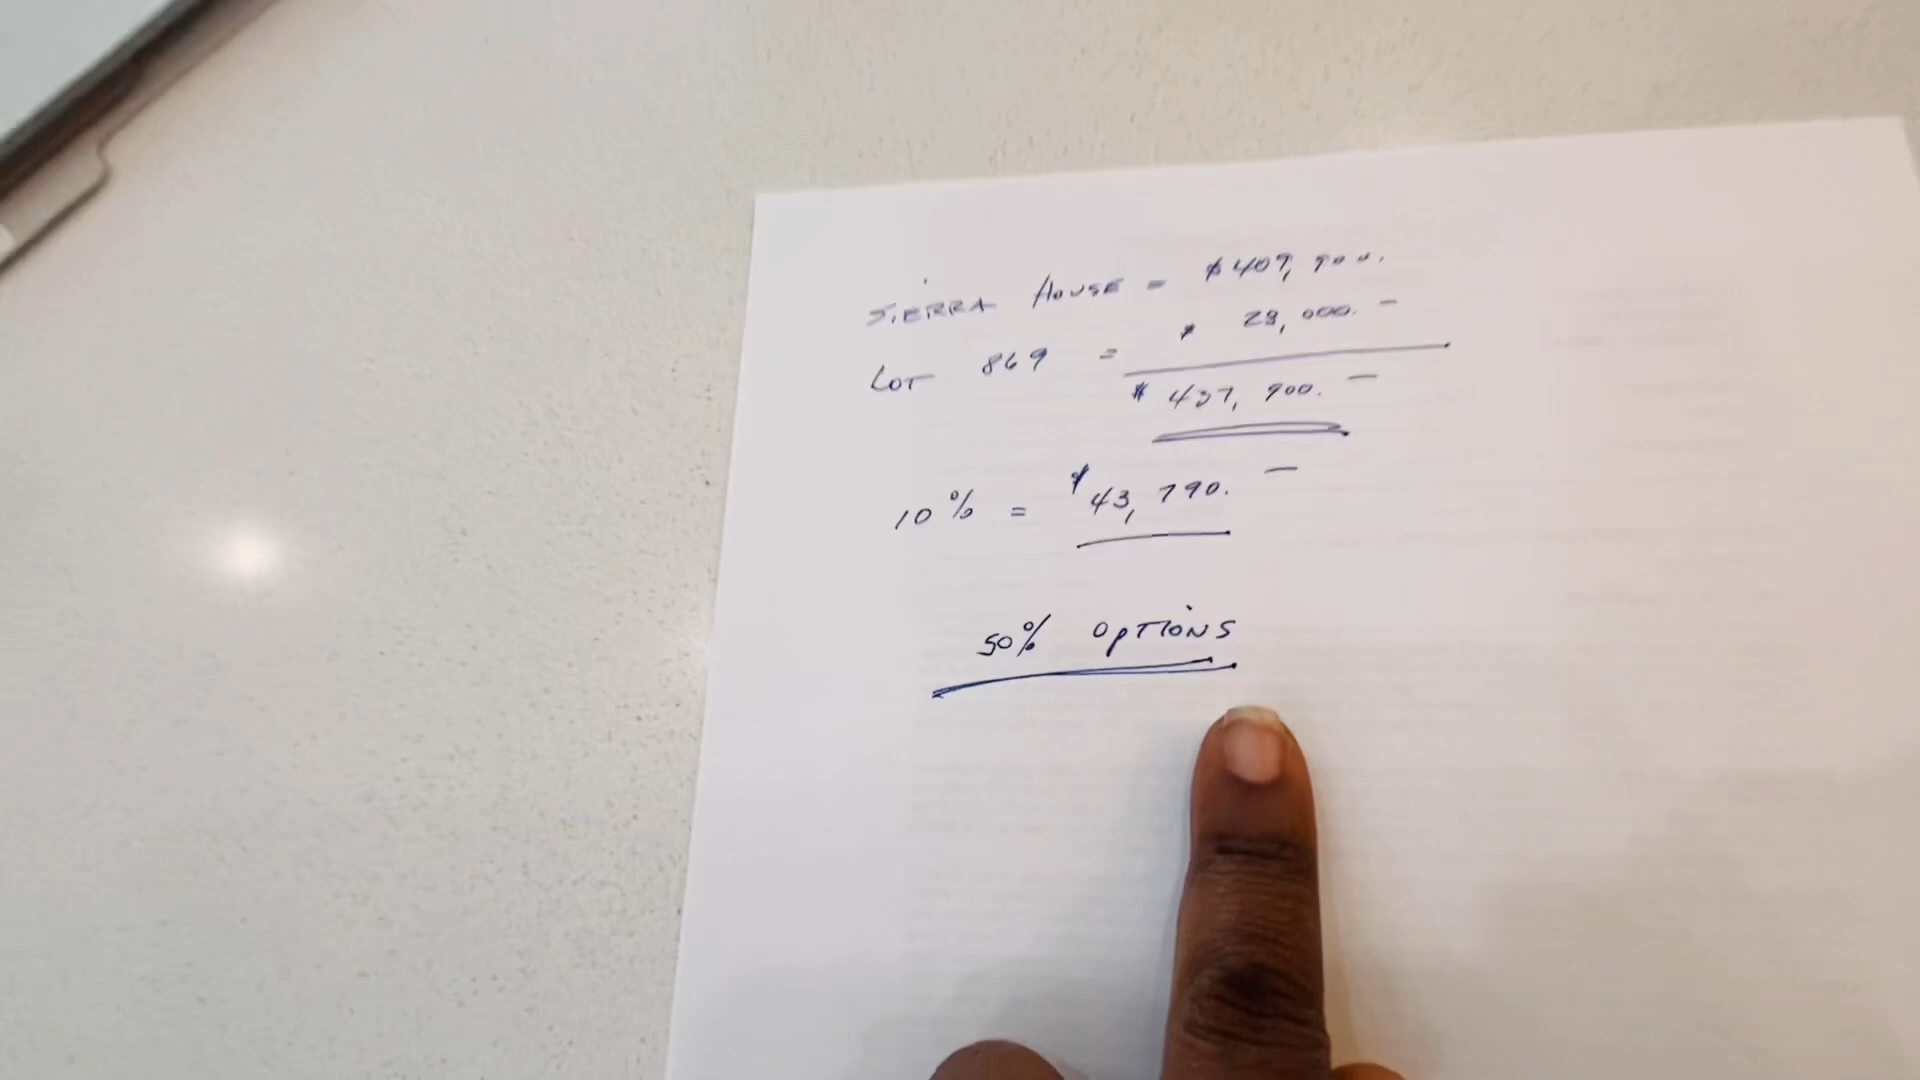 SIERRA HOUSE = $409,900.
LOT 869 = $ 28,000. —
$ 437,900. —
10% = $43,790. —
50% OPTIONS